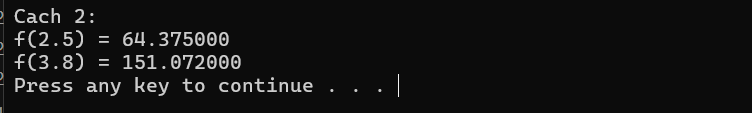 Cach 2:
f(2.5) = 64.375000
f(3.8) = 151.072000
Press any key to continue . . .